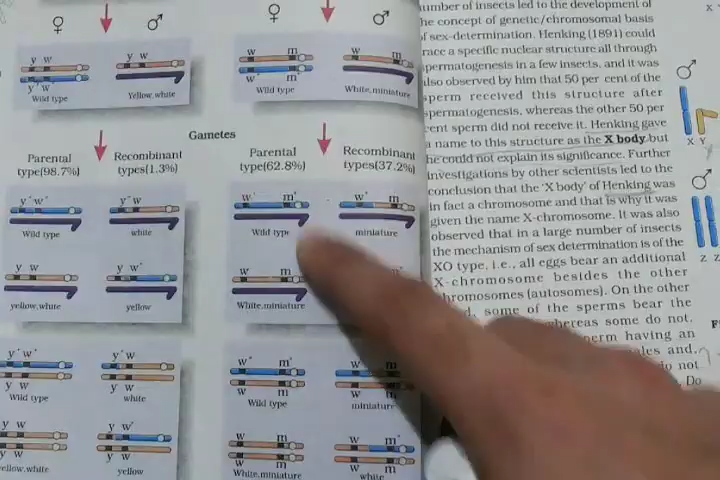 ♀ ♂
y w y w
y⁺ w⁺
Wild type Yellow, white
Gametes
Parental Recombinant
type(98.7%) types(1.3%)
y⁺ w⁺ y w
Wild type white
y w y w⁺
yellow, white yellow
y⁺ w⁺ y⁺ w
y w y w
Wild type white
y w y w⁺
y w y w
yellow, white yellow
♀ ♂
w m w m
w⁺ m⁺
Wild type White, miniature
Parental Recombinant
type(62.8%) types(37.2%)
w⁺ m⁺ w⁺ m
Wild type miniature
w m
White, miniature
w⁺ m⁺ w⁺ m
w m w m
Wild type miniature
w m w m⁺
w m w m
White, miniature white
number of insects led to the development of
the concept of genetic/chromosomal basis
of sex-determination. Henking (1891) could
trace a specific nuclear structure all through
spermatogenesis in a few insects, and it was
also observed by him that 50 per cent of the
sperm received this structure after
spermatogenesis, whereas the other 50 per
cent sperm did not receive it. Henking gave
a name to this structure as the X body but
he could not explain its significance. Further
investigations by other scientists led to the
conclusion that the 'X body' of Henking was
in fact a chromosome and that is why it was
given the name X-chromosome. It was also
observed that in a large number of insects
the mechanism of sex determination is of the
XO type, i.e., all eggs bear an additional
X-chromosome besides the other
chromosomes (autosomes). On the other
some of the sperms bear the
whereas some do not.
having an
and,
not
Do
X
♂
X Y
♂
Z Z